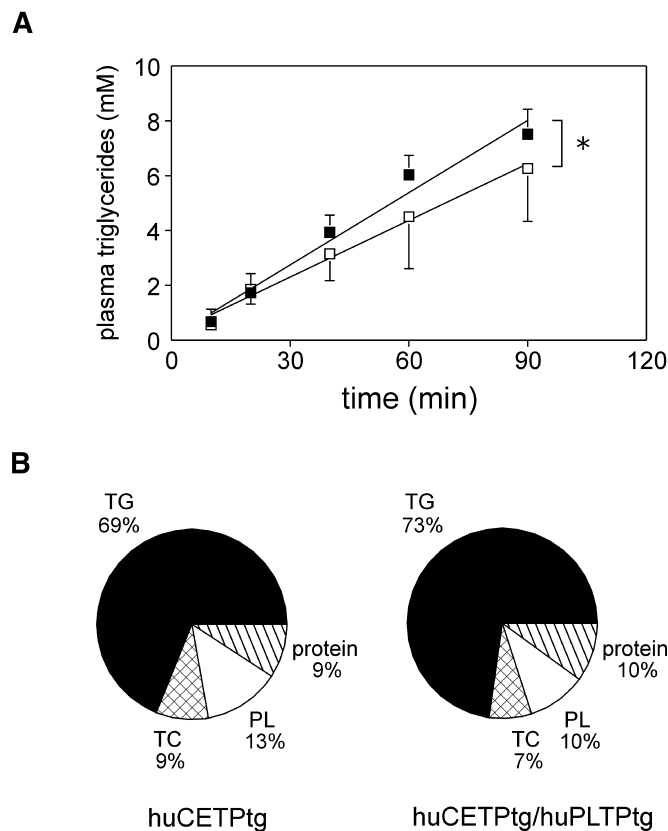 A
plasma triglycerides (mM)
10
8
6
4
2
0
*
0 30 60 90 120
time (min)
B
TG
69%
protein
9%
PL
13%
TC
9%
huCETPtg
TG
73%
protein
10%
PL
10%
TC
7%
huCETPtg/huPLTPtg